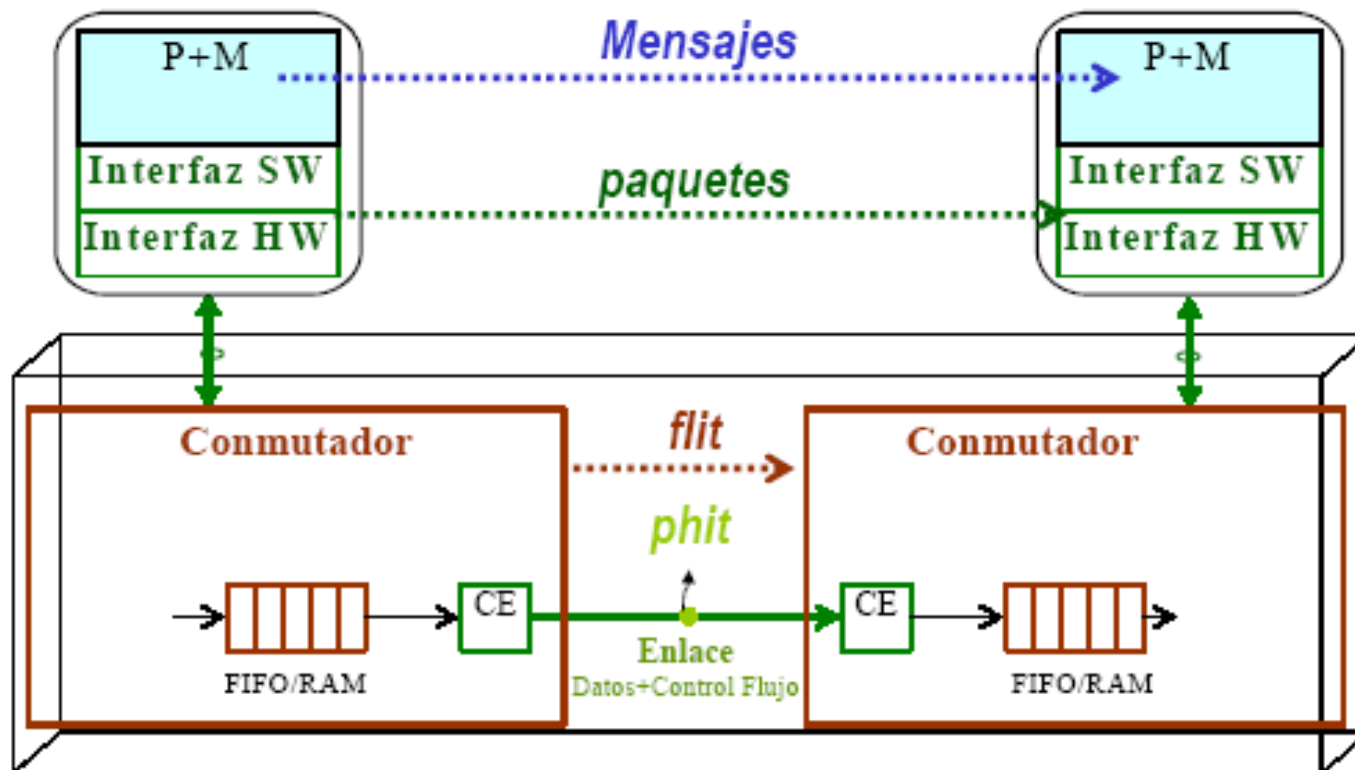 P+M
Mensajes
P+M
Interfaz SW
paquetes
Interfaz SW
Interfaz HW
Interfaz HW
Conmutador
flit
Conmutador
phit
CE
CE
Enlace
FIFO/RAM
Datos+Control Flujo
FIFO/RAM